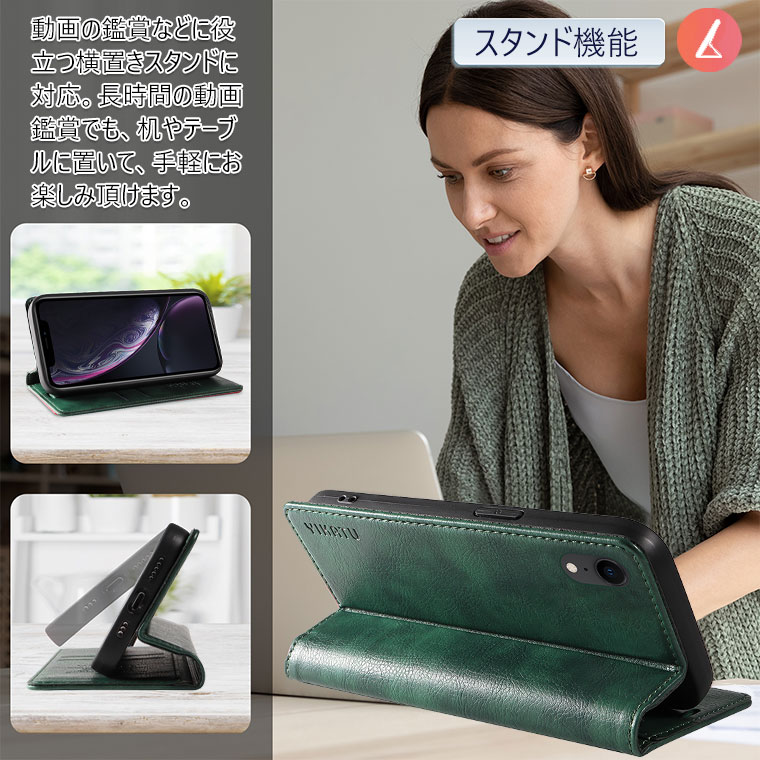 動画の鑑賞などに役
立つ横置きスタンドに
対応。長時間の動画
鑑賞でも、机やテーブ
ルに置いて、手軽にお
楽しみ頂けます。
スタンド機能
YIKATU